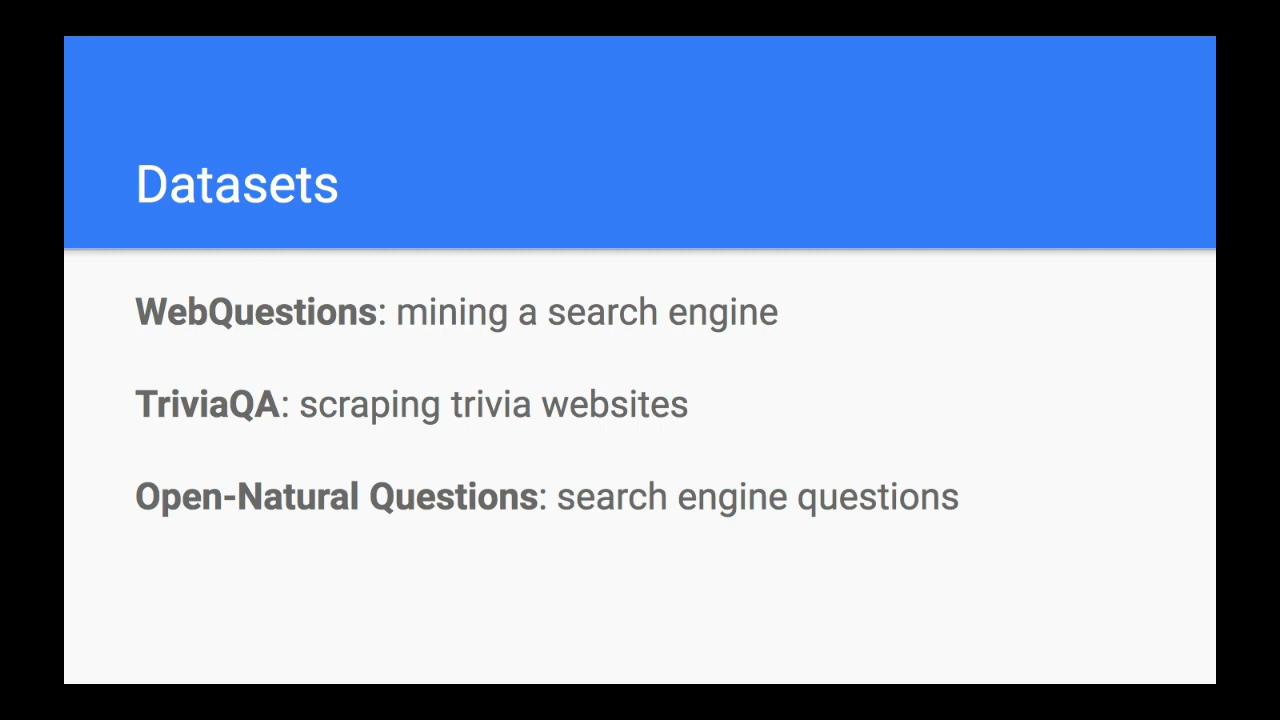 Datasets
WebQuestions: mining a search engine
TriviaQA: scraping trivia websites
Open-Natural Questions: search engine questions